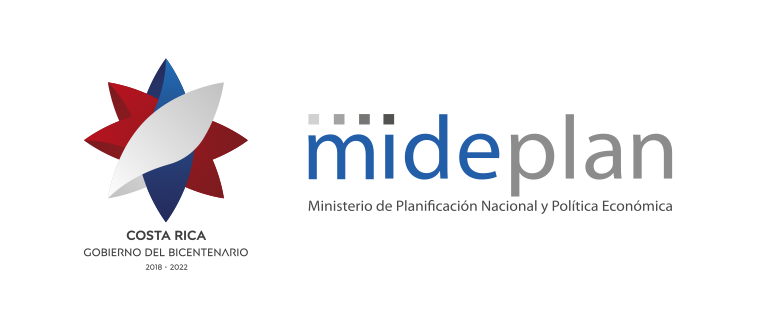 COSTA RICA
GOBIERNO DEL BICENTENARIO
2018 - 2022
mideplan
Ministerio de Planificación Nacional y Política Económica